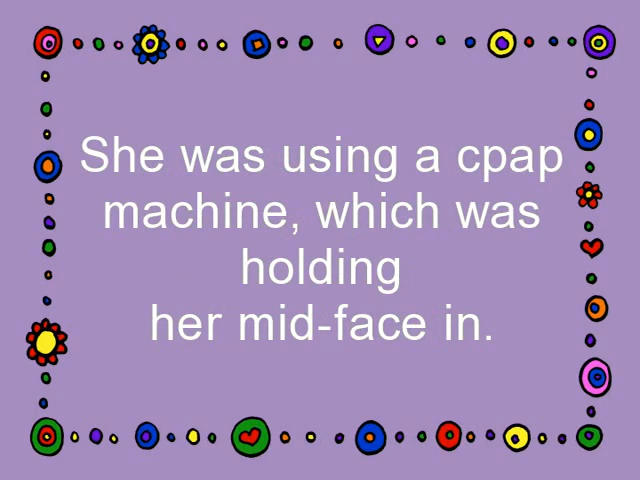 She was using a cpap
machine, which was
holding
her mid-face in.